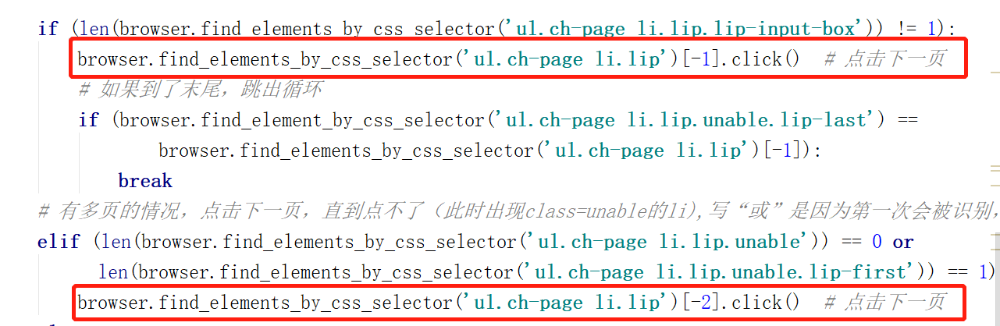 if (len(browser.find_elements_by_css_selector('ul.ch-page li.lip.lip-input-box')) != 1):
browser.find_elements_by_css_selector('ul.ch-page li.lip')[-1].click()  # 点击下一页
# 如果到了末尾，跳出循环
if (browser.find_element_by_css_selector('ul.ch-page li.lip.unable.lip-last') ==
browser.find_elements_by_css_selector('ul.ch-page li.lip')[-1]):
break
# 有多页的情况，点击下一页，直到点不了（此时出现class=unable的li),写“或”是因为第一次会被识别，
elif (len(browser.find_elements_by_css_selector('ul.ch-page li.lip.unable')) == 0 or
len(browser.find_elements_by_css_selector('ul.ch-page li.lip.unable.lip-first')) == 1)
browser.find_elements_by_css_selector('ul.ch-page li.lip')[-2].click()  # 点击下一页